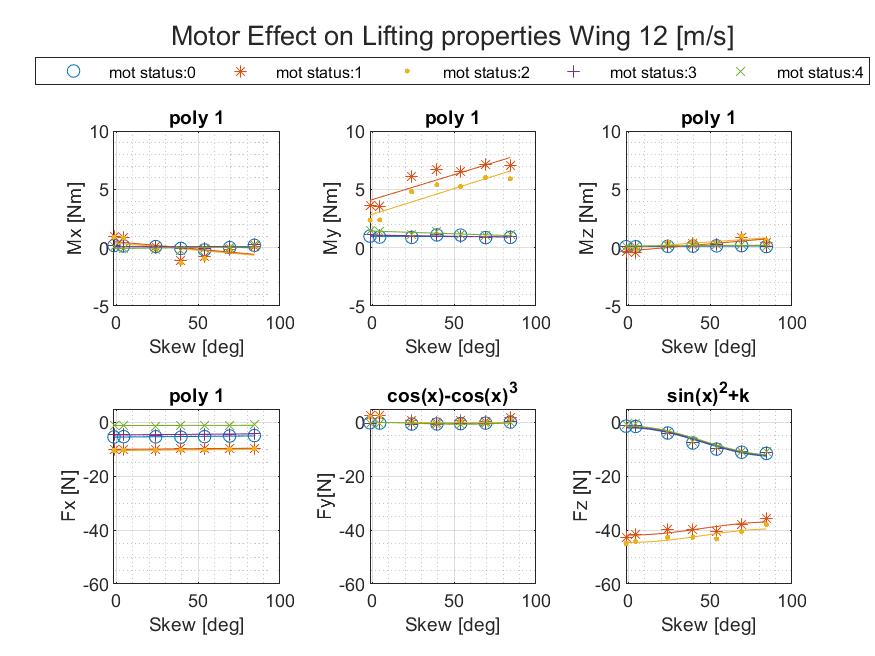 Motor Effect on Lifting properties Wing 12 [m/s]
mot status:0 mot status:1 mot status:2 mot status:3 mot status:4
poly 1 poly 1 poly 1
10 10 10
5 5 5
0 0 0
-5 -5 -5
Mx [Nm] My [Nm] Mz [Nm]
0 50 100 0 50 100 0 50 100
Skew [deg] Skew [deg] Skew [deg]
poly 1 cos(x)-cos(x)³ sin(x)²+k
0 0 0
-20 -20 -20
-40 -40 -40
-60 -60 -60
Fx [N] Fy[N] Fz [N]
0 50 100 0 50 100 0 50 100
Skew [deg] Skew [deg] Skew [deg]